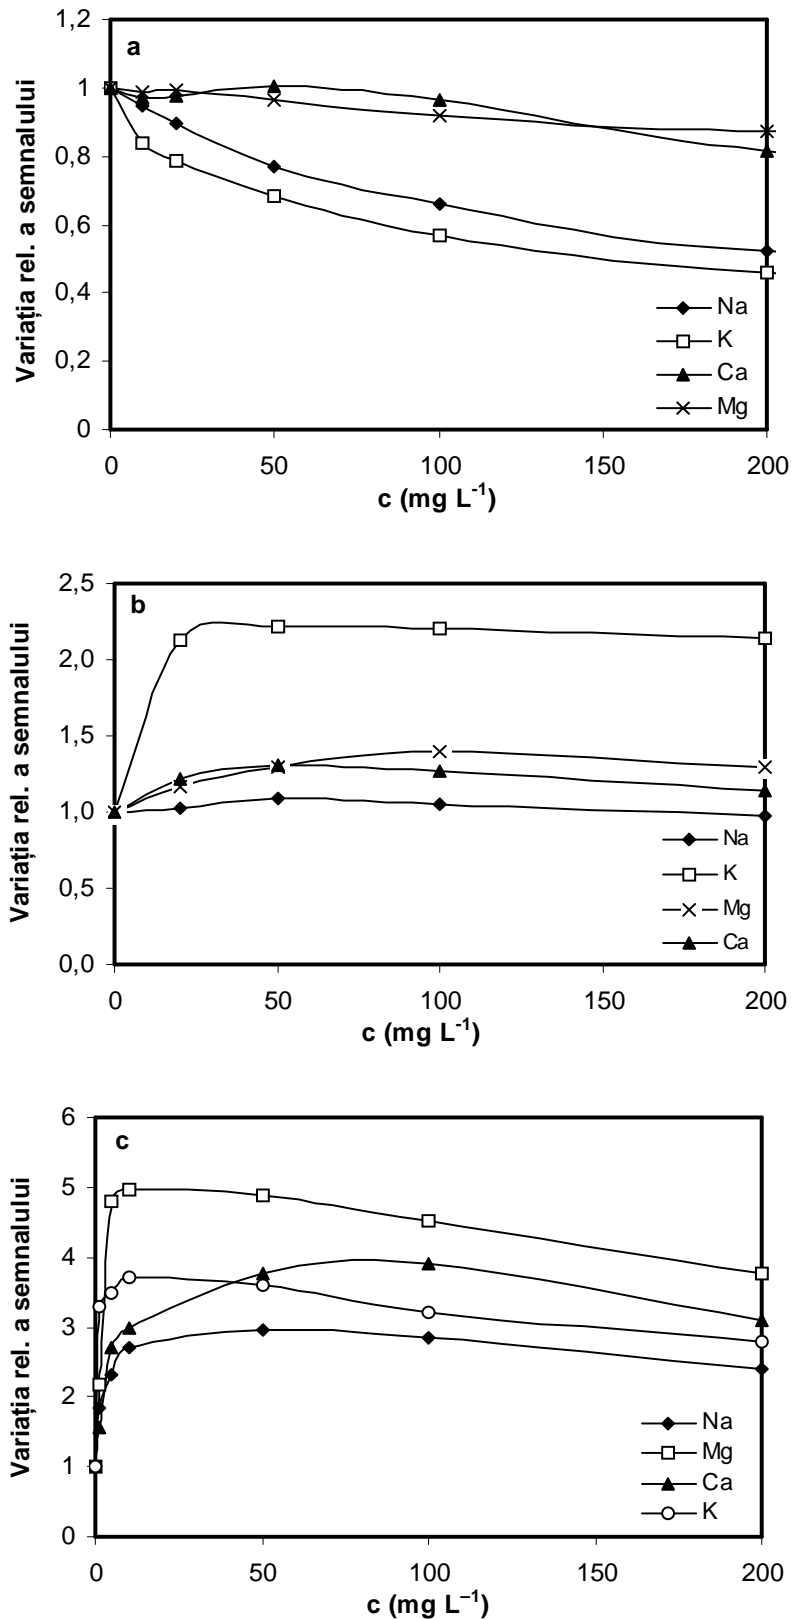 1,2
a
1
0,8
0,6
0,4
0,2
0
Variația rel. a semnalului
Na
K
Ca
Mg
0 50 100 150 200
c (mg L-1)
2,5
b
2,0
1,5
1,0
0,5
0,0
Variația rel. a semnalului
Na
K
Mg
Ca
0 50 100 150 200
c (mg L-1)
6
c
5
4
3
2
1
0
Variația rel. a semnalului
Na
Mg
Ca
K
0 50 100 150 200
c (mg L–1)